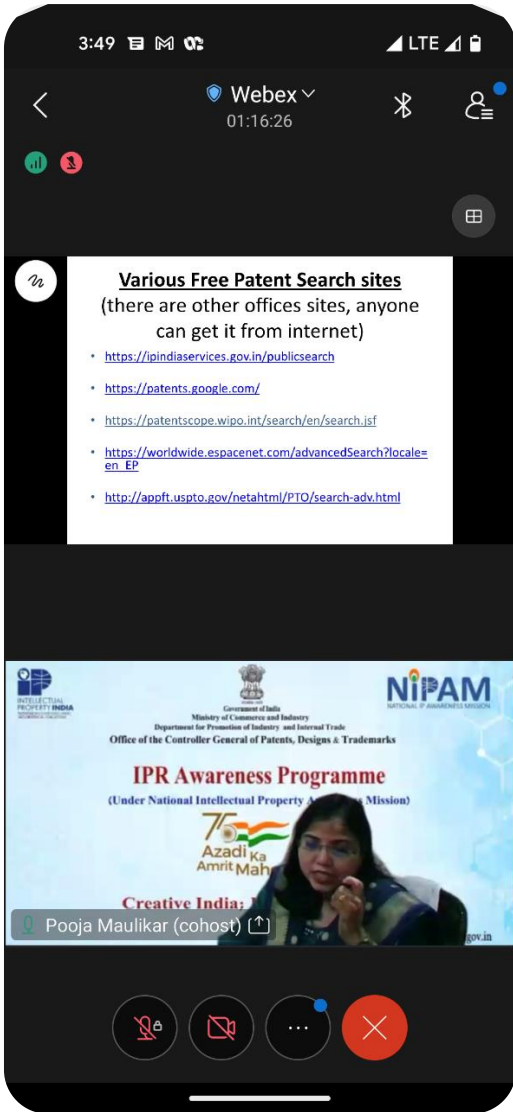 3:49
LTE
Webex
01:16:26
Various Free Patent Search sites
(there are other offices sites, anyone
can get it from internet)
• https://ipindiaservices.gov.in/publicsearch
• https://patents.google.com/
• https://patentscope.wipo.int/search/en/search.jsf
• https://worldwide.espacenet.com/advancedSearch?locale=
en_EP
• http://appft.uspto.gov/netahtml/PTO/search-adv.html
INTELLECTUAL
PROPERTY INDIA
Government of India
Ministry of Commerce and Industry
Department for Promotion of Industry and Internal Trade
Office of the Controller General of Patents, Designs & Trademarks
NIPAM
NATIONAL IP AWARENESS MISSION
IPR Awareness Programme
(Under National Intellectual Property Mission)
75
Azadi Ka
Amrit Mah
Creative India;
Pooja Maulikar (cohost)
gov.in